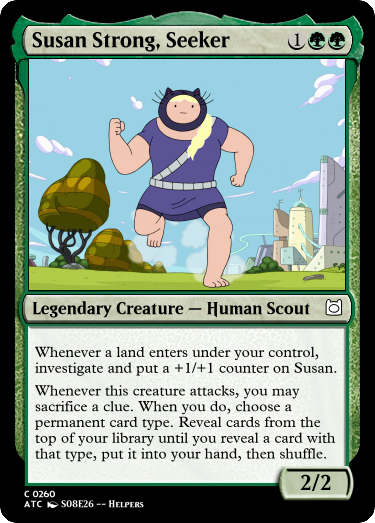 Susan Strong, Seeker 1
Legendary Creature — Human Scout
Whenever a land enters under your control,
investigate and put a +1/+1 counter on Susan.
Whenever this creature attacks, you may
sacrifice a clue. When you do, choose a
permanent card type. Reveal cards from the
top of your library until you reveal a card with
that type, put it into your hand, then shuffle.
2/2
C 0260
ATC S08E26 -- Helpers